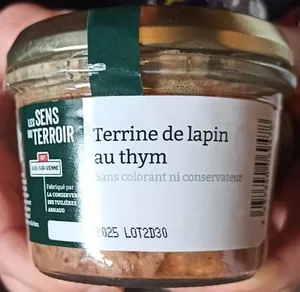 LES SENS
DU TERROIR
Terrine de lapin
au thym
Sans colorant ni conservateur
Fabriqué par
LA CONSERVERIE
DES TUILIÈRES
ARNAUD
2025 LOT2D30